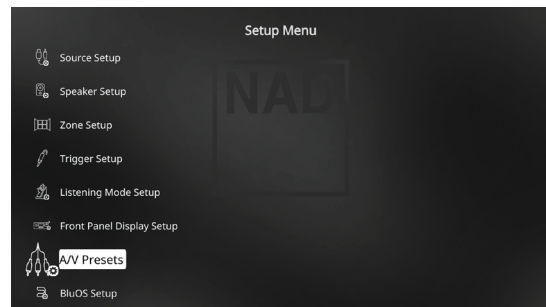 Setup Menu
Source Setup
NAD
Speaker Setup
Zone Setup
Trigger Setup
Listening Mode Setup
Front Panel Display Setup
A/V Presets
BluOS Setup